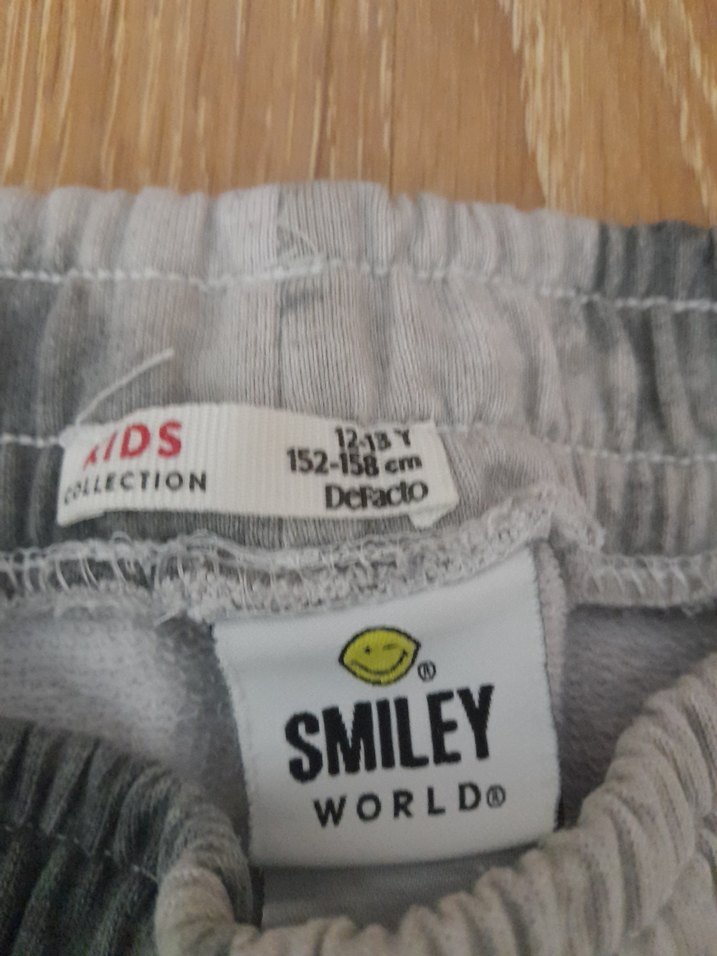 KIDS
COLLECTION
12-13 Y
152-158 cm
DeFacto
®
SMILEY
WORLD®